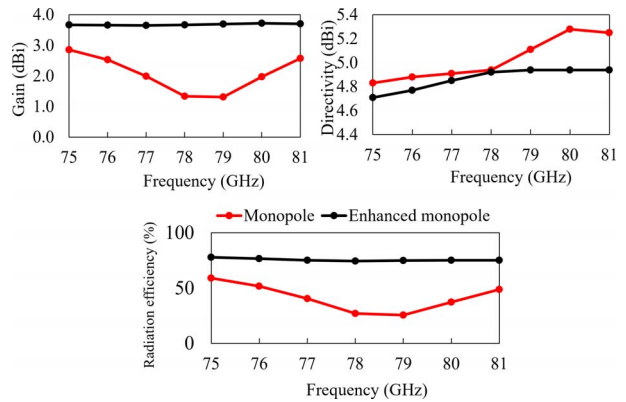 4.0
3.0
2.0
1.0
0.0
Gain (dBi)
75 76 77 78 79 80 81
Frequency (GHz)
5.4
5.2
5.0
4.8
4.6
4.4
Directivity (dBi)
75 76 77 78 79 80 81
Frequency (GHz)
Monopole Enhanced monopole
100
50
0
Radiation efficiency (%)
75 76 77 78 79 80 81
Frequency (GHz)